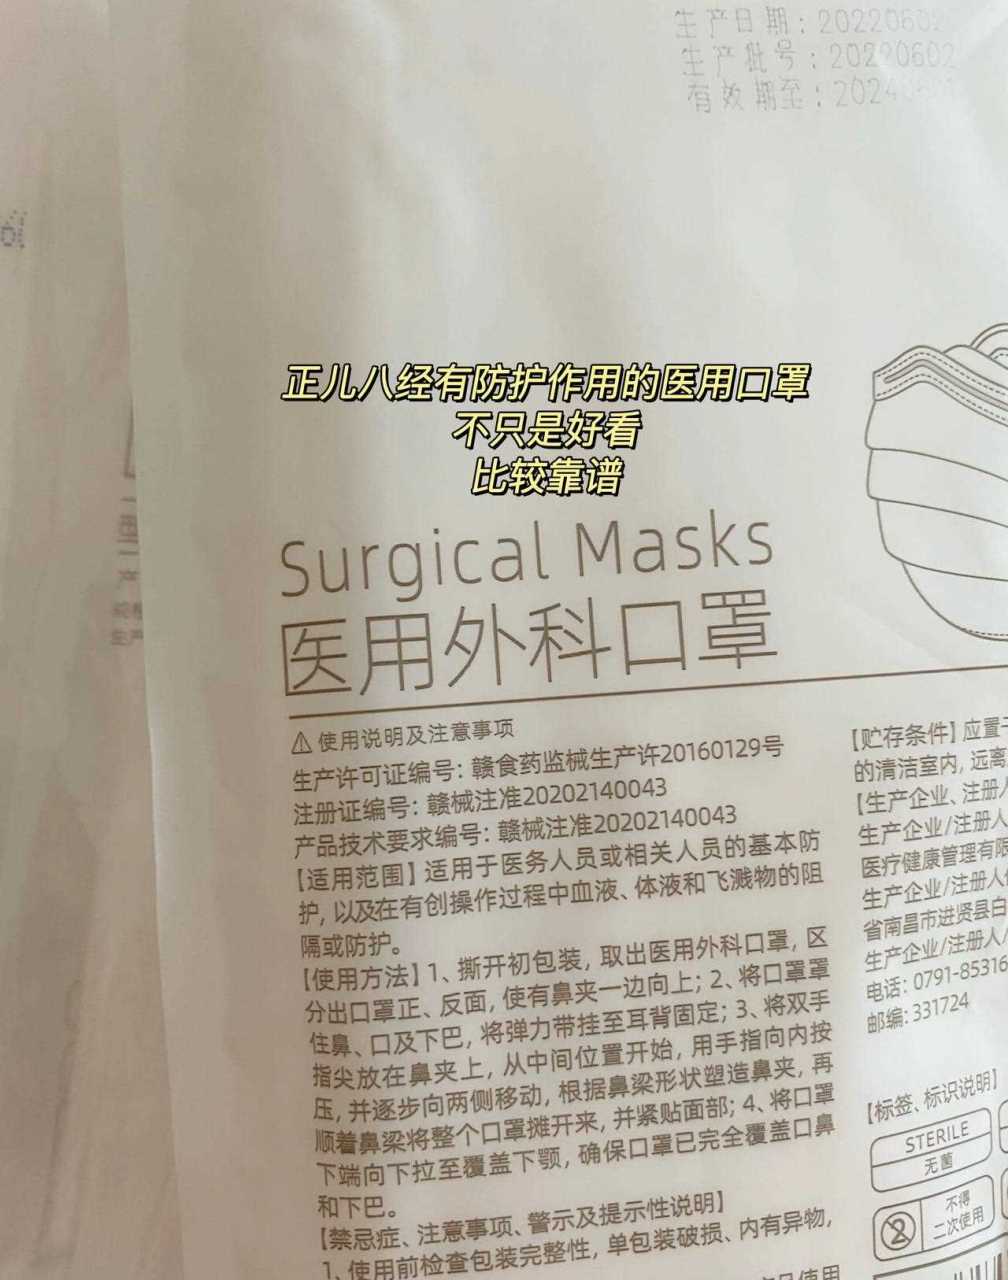 生产日期：20220602
生产批号：20220602
有效期至：2024
正儿八经有防护作用的医用口罩
不只是好看
比较靠谱
Surgical Masks
医用外科口罩
使用说明及注意事项
生产许可证编号：赣食药监械生产许20160129号
注册证编号：赣械注准20202140043
产品技术要求编号：赣械注准20202140043
【适用范围】适用于医务人员或相关人员的基本防
护，以及在有创操作过程中血液、体液和飞溅物的阻
隔或防护。
【使用方法】1、撕开初包装，取出医用外科口罩，区
分出口罩正、反面，使有鼻夹一边向上；2、将口罩罩
住鼻、口及下巴，将弹力带挂至耳背固定；3、将双手
指尖放在鼻夹上，从中间位置开始，用手指向内按
压，并逐步向两侧移动，根据鼻梁形状塑造鼻夹，再
顺着鼻梁将整个口罩摊开来，并紧贴面部；4、将口罩
下端向下拉至覆盖下颚，确保口罩已完全覆盖口鼻
和下巴。
【禁忌症、注意事项、警示及提示性说明】
1、使用前检查包装完整性，单包装破损、内有异物，
【贮存条件】应置于
的清洁室内，远离
【生产企业、注册人
生产企业/注册人
医疗健康管理有限
生产企业/注册人
省南昌市进贤县白
生产企业/注册人/
电话：0791-85316
邮编：331724
【标签、标识说明】
STERILE
无菌
不得
二次使用